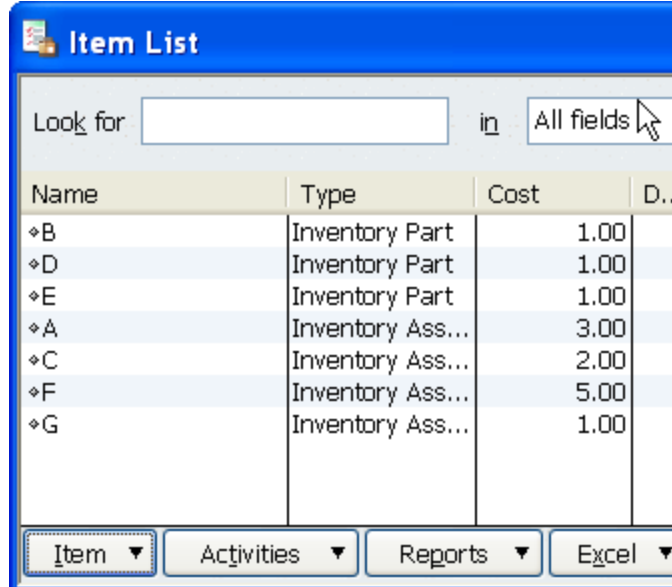 Item List
Look for in All fields
Name Type Cost D..
B Inventory Part 1.00
D Inventory Part 1.00
E Inventory Part 1.00
A Inventory Ass... 3.00
C Inventory Ass... 2.00
F Inventory Ass... 5.00
G Inventory Ass... 1.00
Item Activities Reports Excel